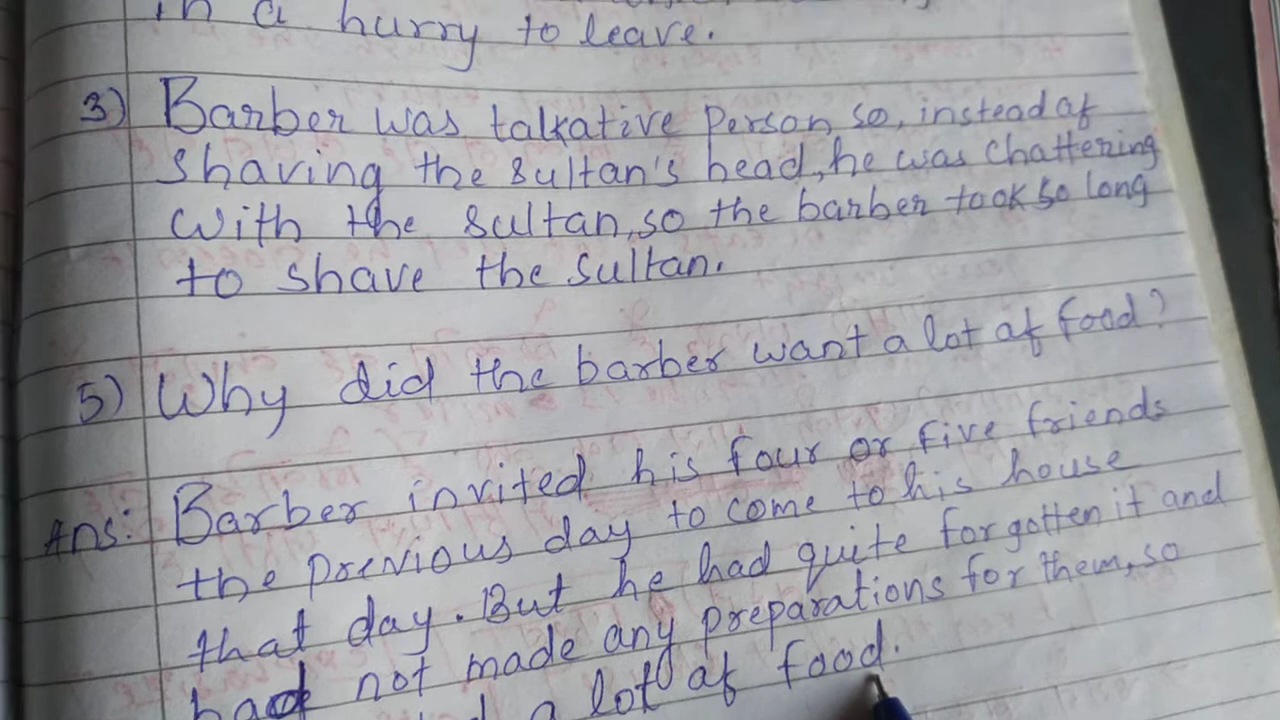 in a hurry to leave.
3) Barber was talkative Person, so, instead of
shaving the sultan's head, he was chattering
with the sultan, so the barber took so long
to shave the sultan.
5) Why did the barber want a lot of food?
Ans: Barber invited his four or five friends
the previous day to come to his house
that day. But he had quite forgotten it and
had not made any preparations for them, so
a lot of food.